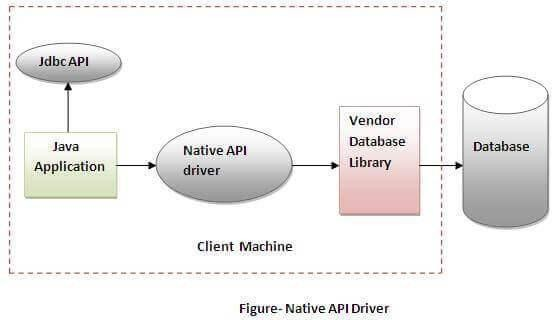 Jdbc API
Java
Application
Native API
driver
Vendor
Database
Library
Database
Client Machine
Figure- Native API Driver